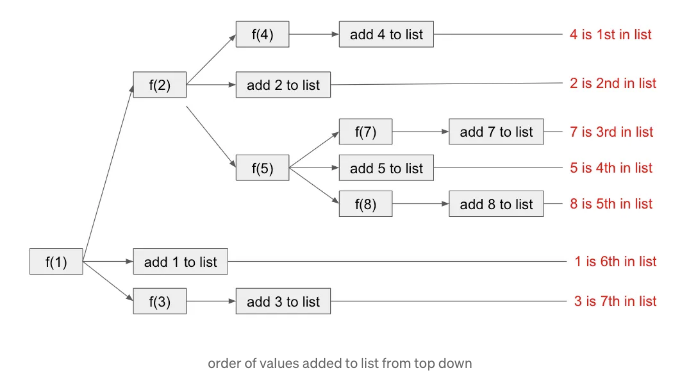 f(4) add 4 to list 4 is 1st in list
f(2) add 2 to list 2 is 2nd in list
f(7) add 7 to list 7 is 3rd in list
f(5) add 5 to list 5 is 4th in list
f(8) add 8 to list 8 is 5th in list
f(1) add 1 to list 1 is 6th in list
f(3) add 3 to list 3 is 7th in list
order of values added to list from top down